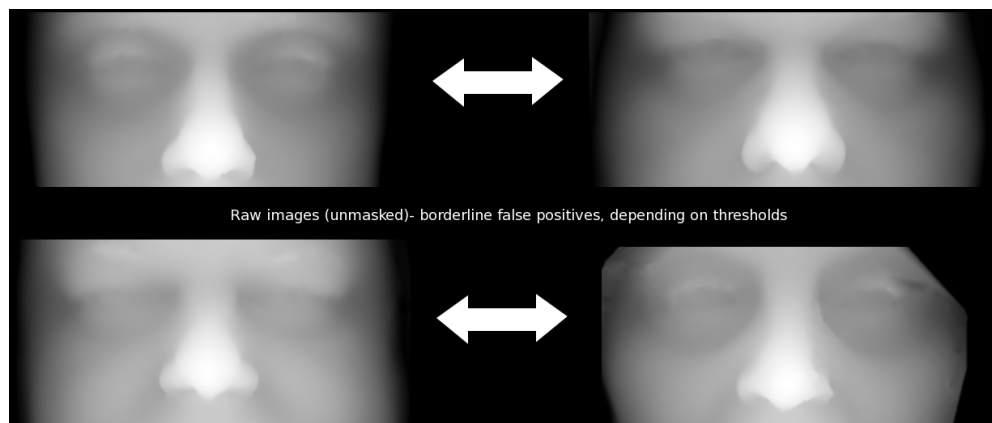 Raw images (unmasked)- borderline false positives, depending on thresholds